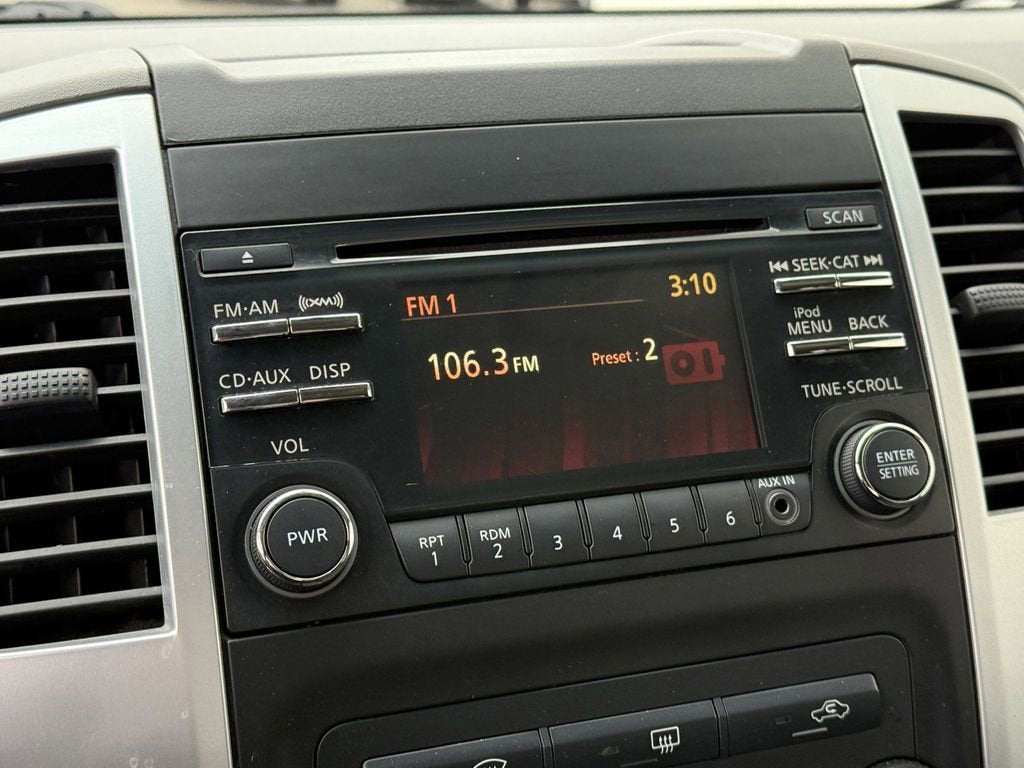 SCAN
SEEK·CAT
FM·AM
((XM))
FM 1
3:10
iPod
MENU BACK
106.3 FM
Preset : 2
CD·AUX DISP
TUNE·SCROLL
VOL
ENTER
SETTING
PWR
RPT
1
RDM
2
3
4
5
6
AUX IN